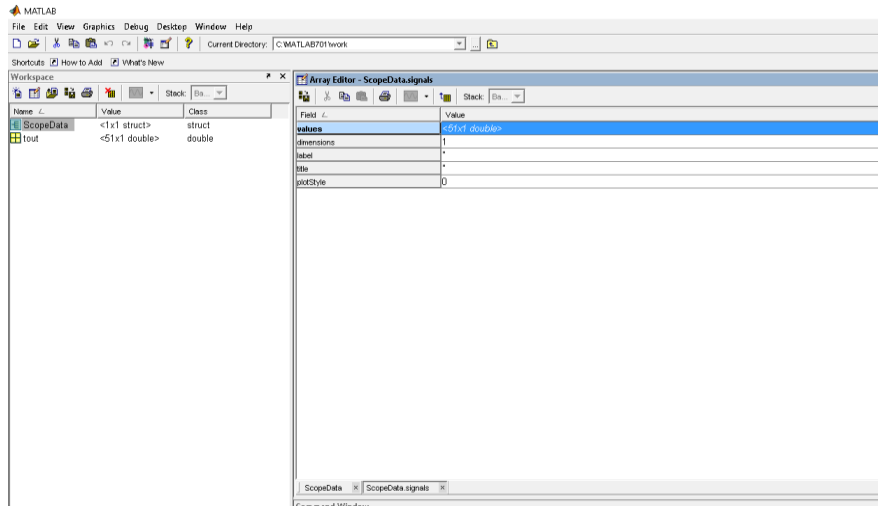 MATLAB
File Edit View Graphics Debug Desktop Window Help
Current Directory: C:\MATLAB701\work
Shortcuts How to Add What's New
Workspace
Stack: Ba...
Name Value Class
ScopeData <1x1 struct> struct
tout <51x1 double> double
Array Editor - ScopeData.signals
Stack: Ba...
Field Value
values <51x1 double>
dimensions 1
label ''
title ''
plotStyle 0
ScopeData ScopeData.signals
Command Window